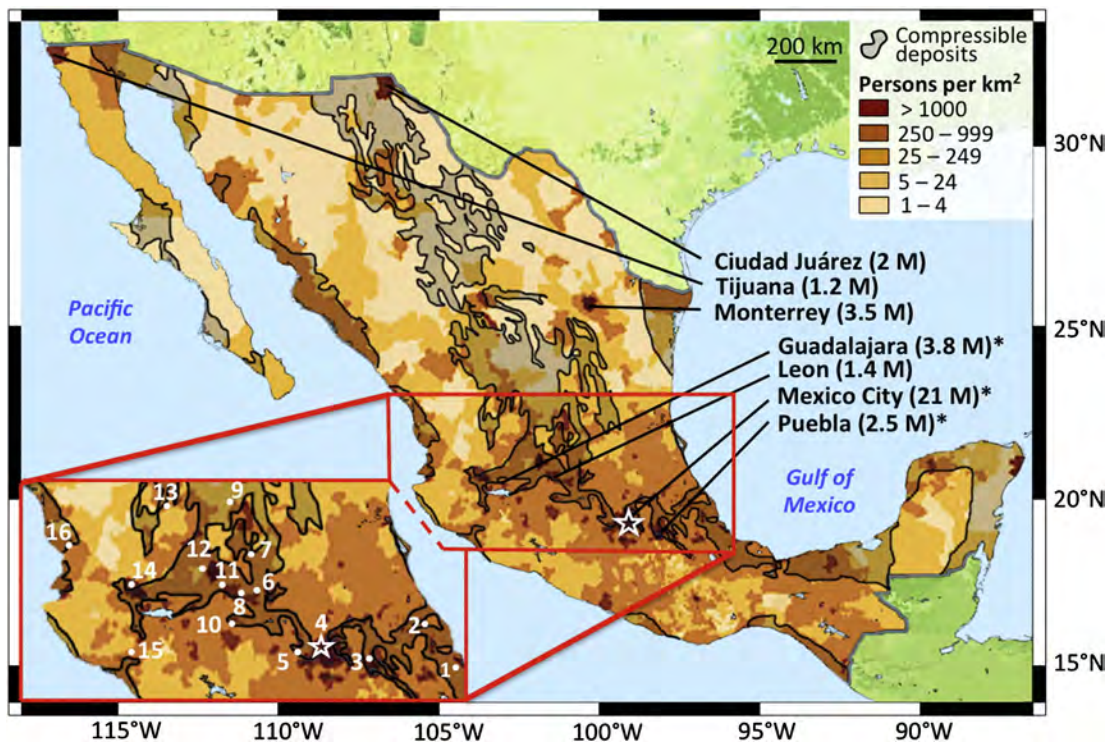 200 km
Compressible
deposits
Persons per km²
> 1000
250 – 999
25 – 249
5 – 24
1 – 4
30°N
25°N
20°N
15°N
Ciudad Juárez (2 M)
Tijuana (1.2 M)
Monterrey (3.5 M)
Guadalajara (3.8 M)*
Leon (1.4 M)
Mexico City (21 M)*
Puebla (2.5 M)*
Pacific
Ocean
Gulf of
Mexico
13
9
16
12
7
14
11
6
8
10
4
2
15
5
3
1
115°W
110°W
105°W
100°W
95°W
90°W